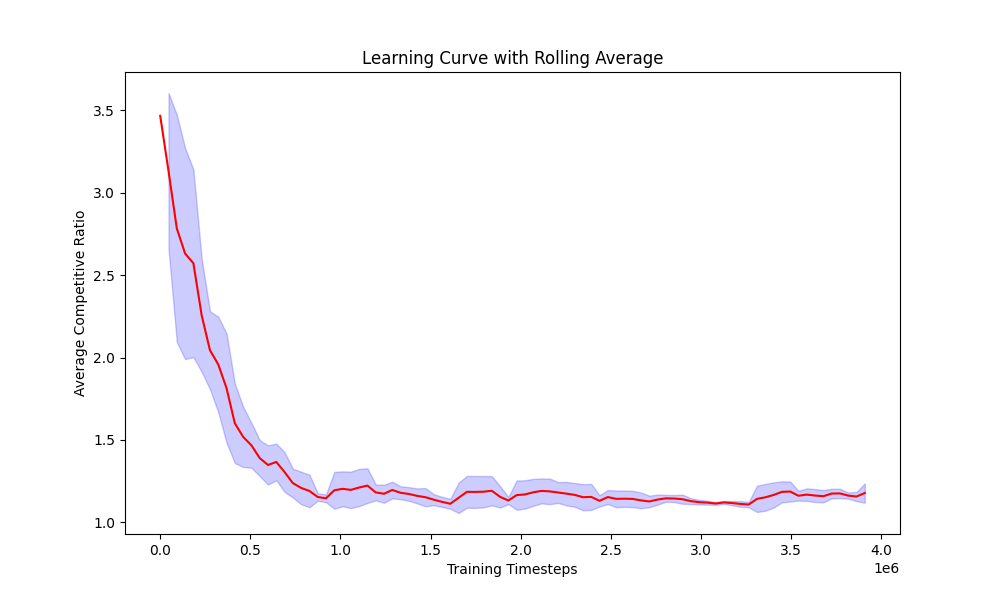 Learning Curve with Rolling Average
3.5
3.0
2.5
2.0
1.5
1.0
Average Competitive Ratio
0.0 0.5 1.0 1.5 2.0 2.5 3.0 3.5 4.0
1e6
Training Timesteps